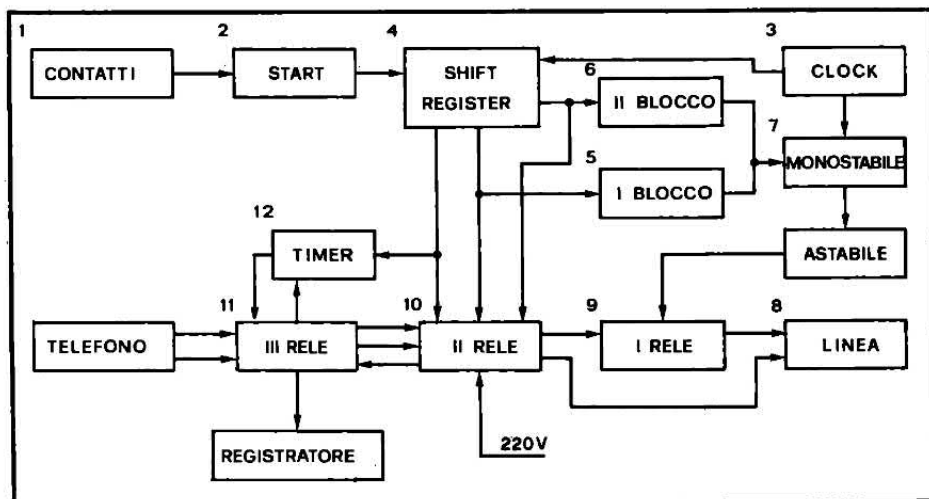 1
2
4
3
CONTATTI
START
SHIFT
REGISTER
CLOCK
6
II BLOCCO
7
MONOSTABILE
5
I BLOCCO
12
TIMER
ASTABILE
11
10
9
8
TELEFONO
III RELE
II RELE
I RELE
LINEA
REGISTRATORE
220V